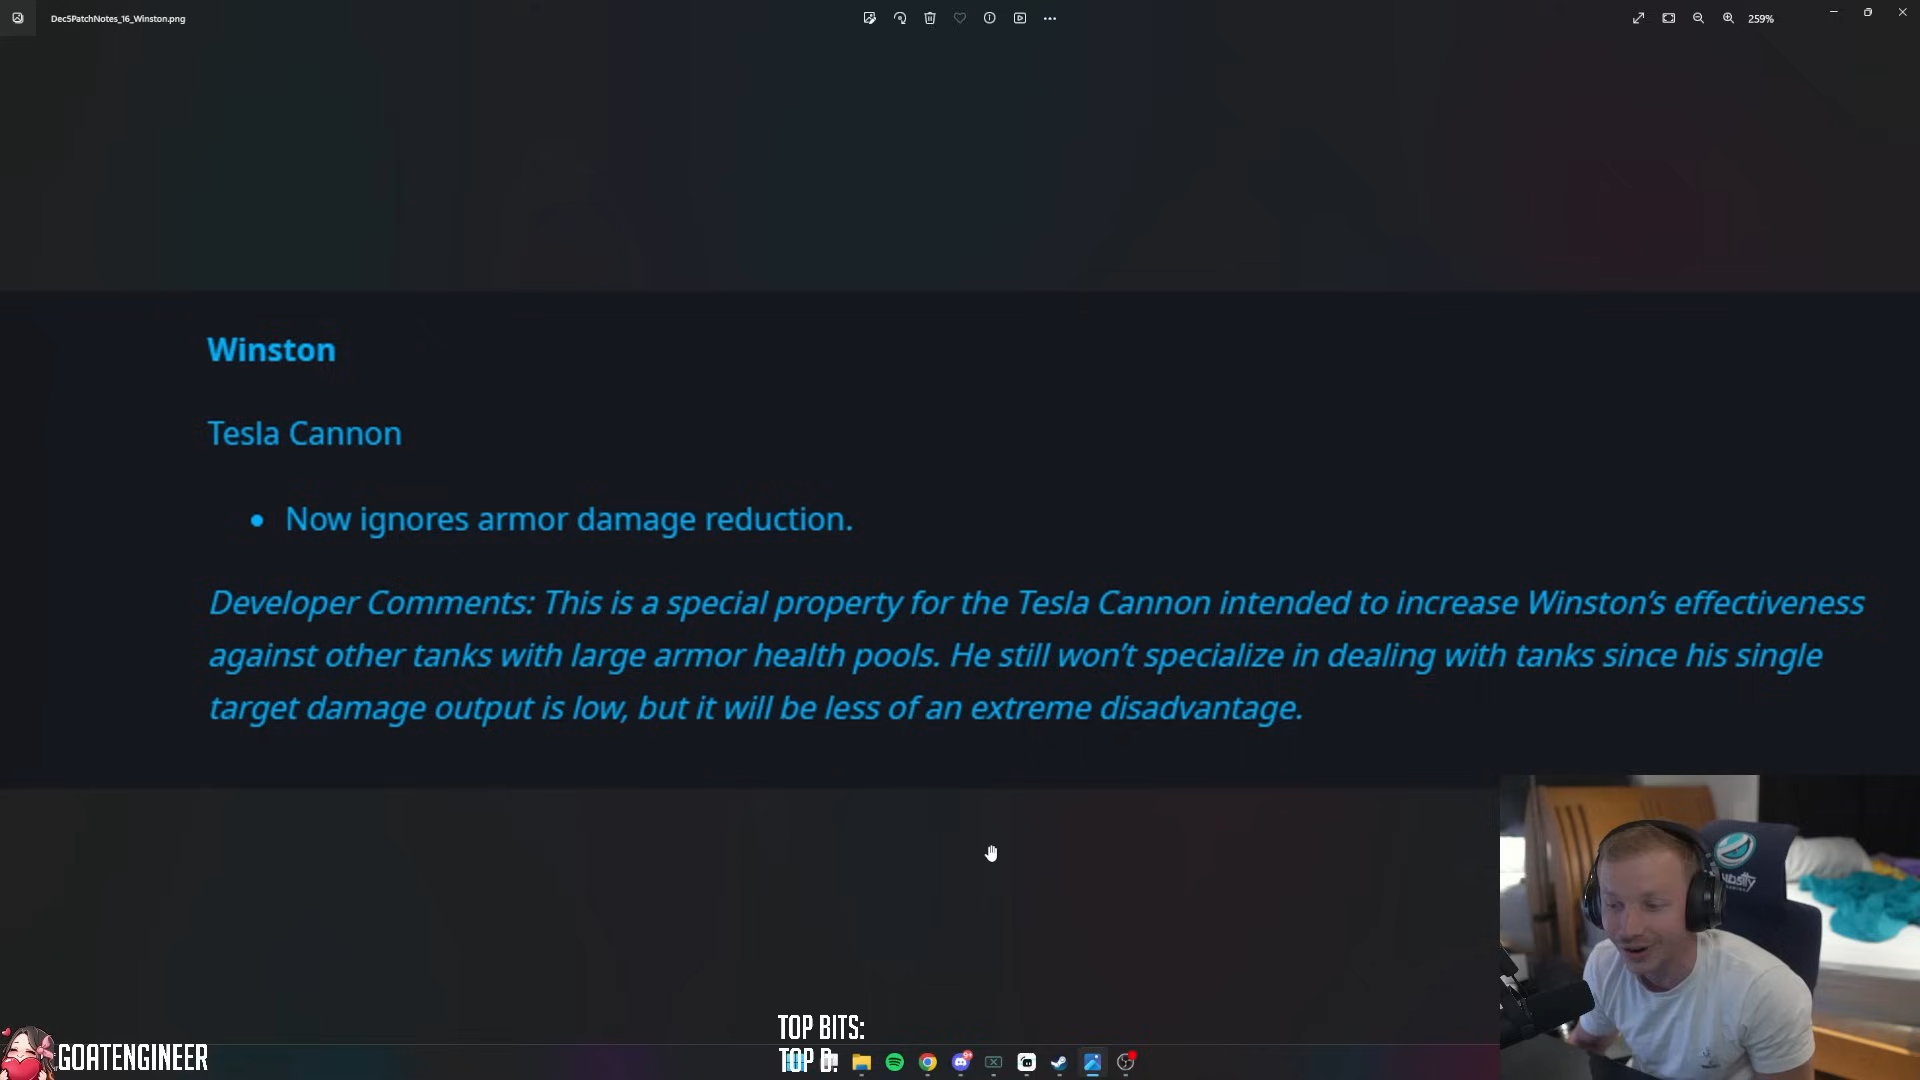 DecSPatchNotes_16_Winston.png
259%
Winston
Tesla Cannon
• Now ignores armor damage reduction.
Developer Comments: This is a special property for the Tesla Cannon intended to increase Winston’s effectiveness
against other tanks with large armor health pools. He still won’t specialize in dealing with tanks since his single
target damage output is low, but it will be less of an extreme disadvantage.
TOP BITS:
TOP D:
GOATENGINEER